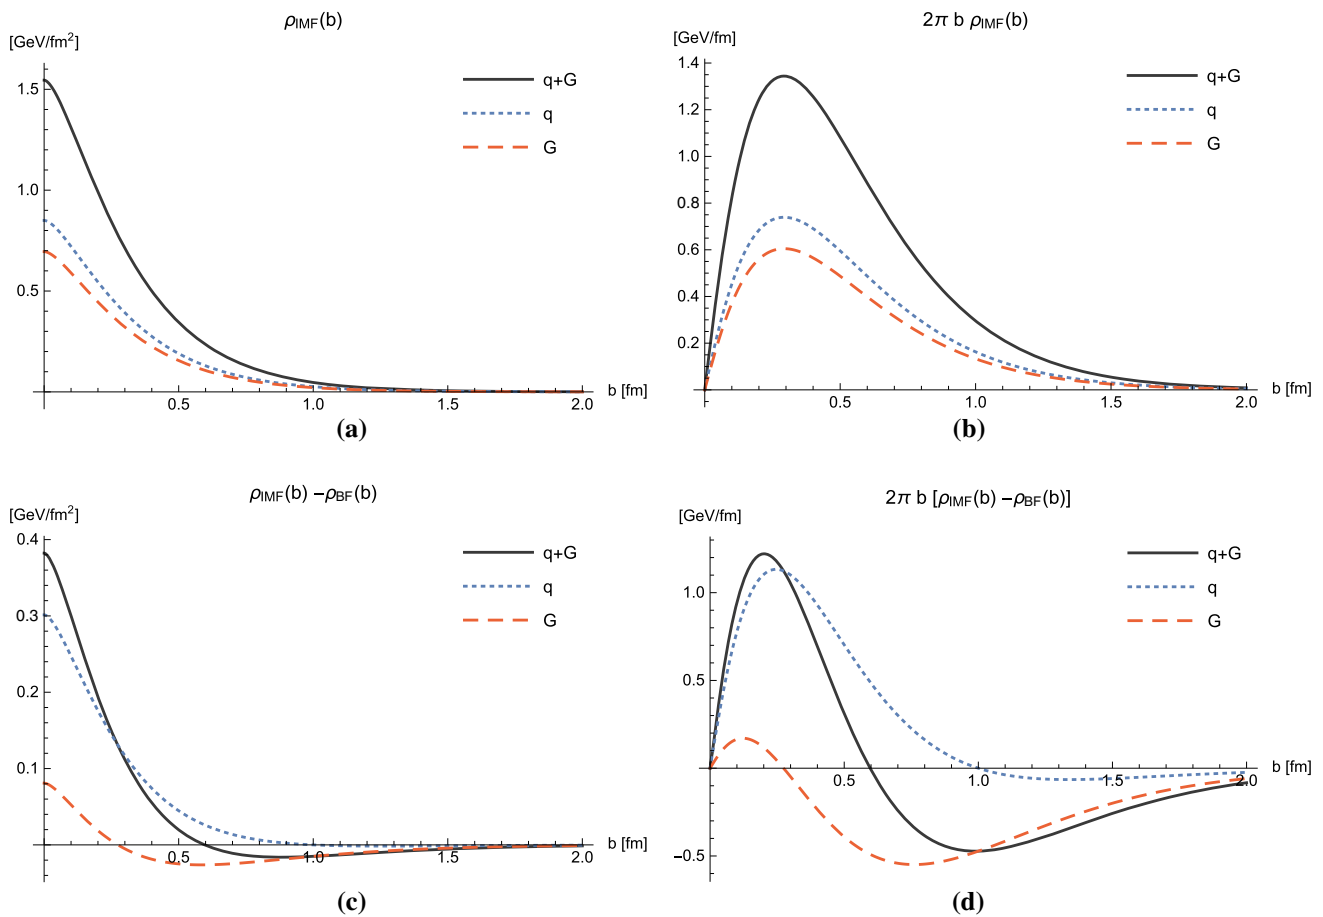 ρIMF(b)
[GeV/fm²]
1.5
1.0
0.5
0.5
1.0
1.5
2.0
b [fm]
q+G
q
G
(a)
2π b ρIMF(b)
[GeV/fm]
1.4
1.2
1.0
0.8
0.6
0.4
0.2
0.5
1.0
1.5
2.0
b [fm]
q+G
q
G
(b)
ρIMF(b) −ρBF(b)
[GeV/fm²]
0.4
0.3
0.2
0.1
0.5
1.0
1.5
2.0
b [fm]
q+G
q
G
(c)
2π b [ρIMF(b) −ρBF(b)]
[GeV/fm]
1.0
0.5
−0.5
0.5
1.0
1.5
2.0
b [fm]
q+G
q
G
(d)